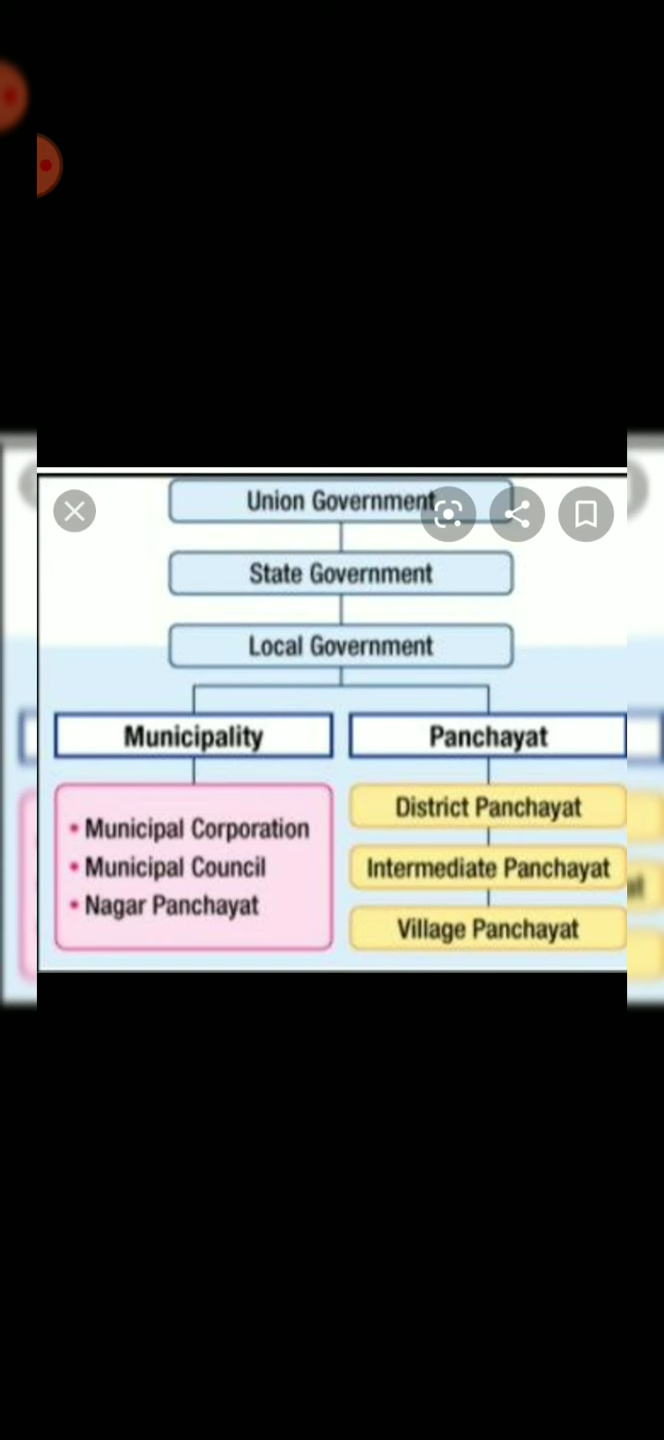 Union Government
State Government
Local Government
Municipality
Panchayat
• Municipal Corporation
• Municipal Council
• Nagar Panchayat
District Panchayat
Intermediate Panchayat
Village Panchayat